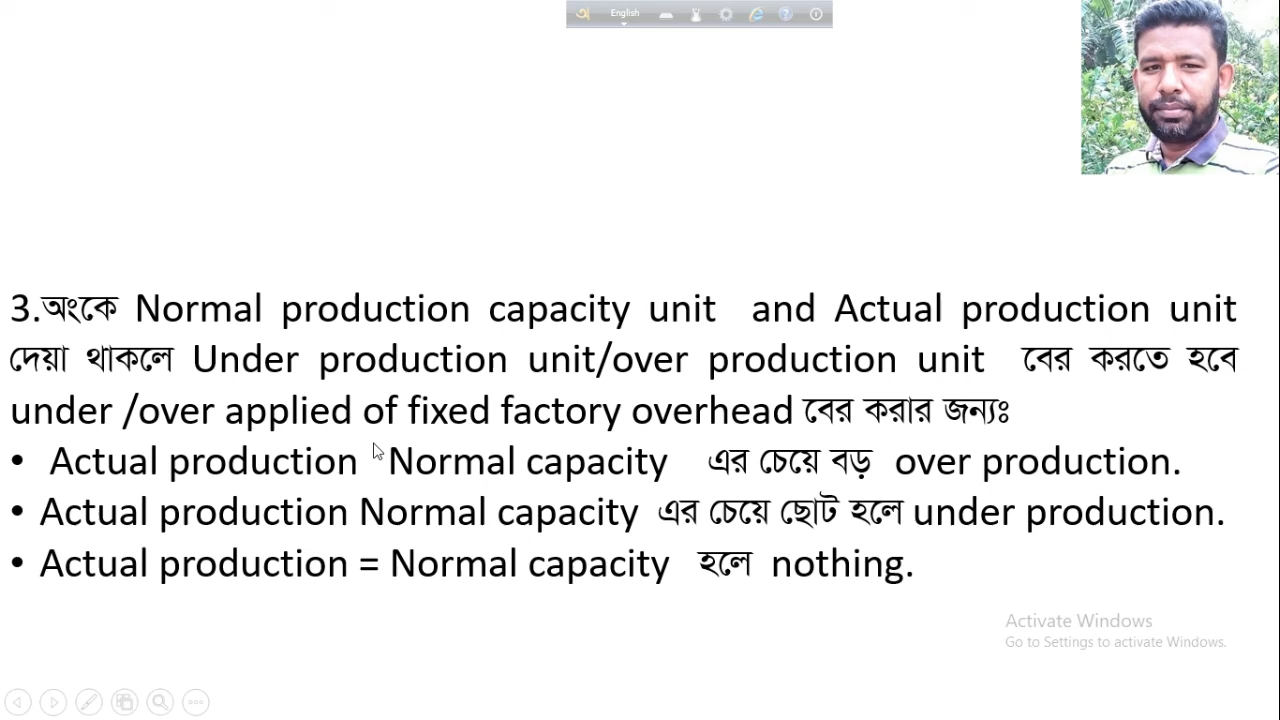 অ English
3.অংকে Normal production capacity unit and Actual production unit
দেয়া থাকলে Under production unit/over production unit বের করতে হবে
under /over applied of fixed factory overhead বের করার জন্যঃ
• Actual production Normal capacity এর চেয়ে বড় over production.
• Actual production Normal capacity এর চেয়ে ছোট হলে under production.
• Actual production = Normal capacity হলে nothing.
Activate Windows
Go to Settings to activate Windows.